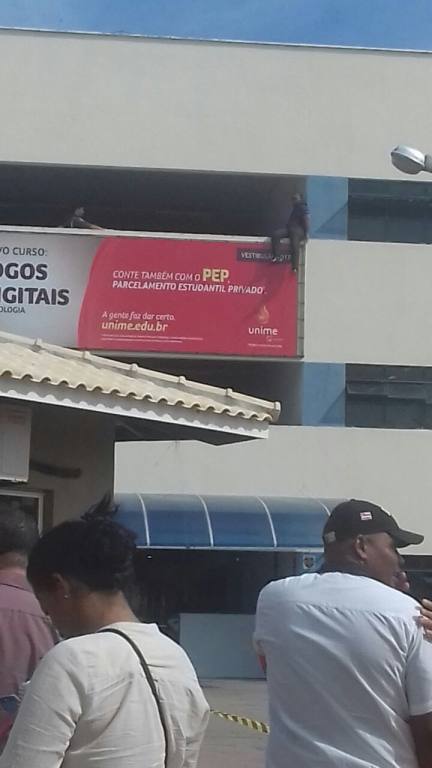 VO CURSO:
OGOS
IGITAIS
OLOGIA
CONTE TAMBÉM COM O PEP,
PARCELAMENTO ESTUDANTIL PRIVADO
A gente faz dar certo.
unime.edu.br
unime